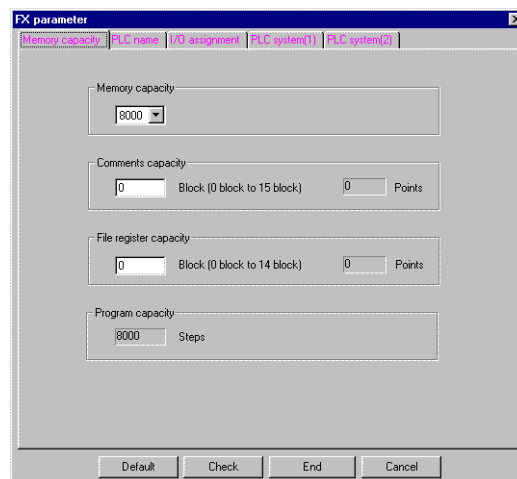 FX parameter
Memory capacity PLC name I/O assignment PLC system(1) PLC system(2)
Memory capacity
8000
Comments capacity
0 Block (0 block to 15 block) 0 Points
File register capacity
0 Block (0 block to 14 block) 0 Points
Program capacity
8000 Steps
Default Check End Cancel